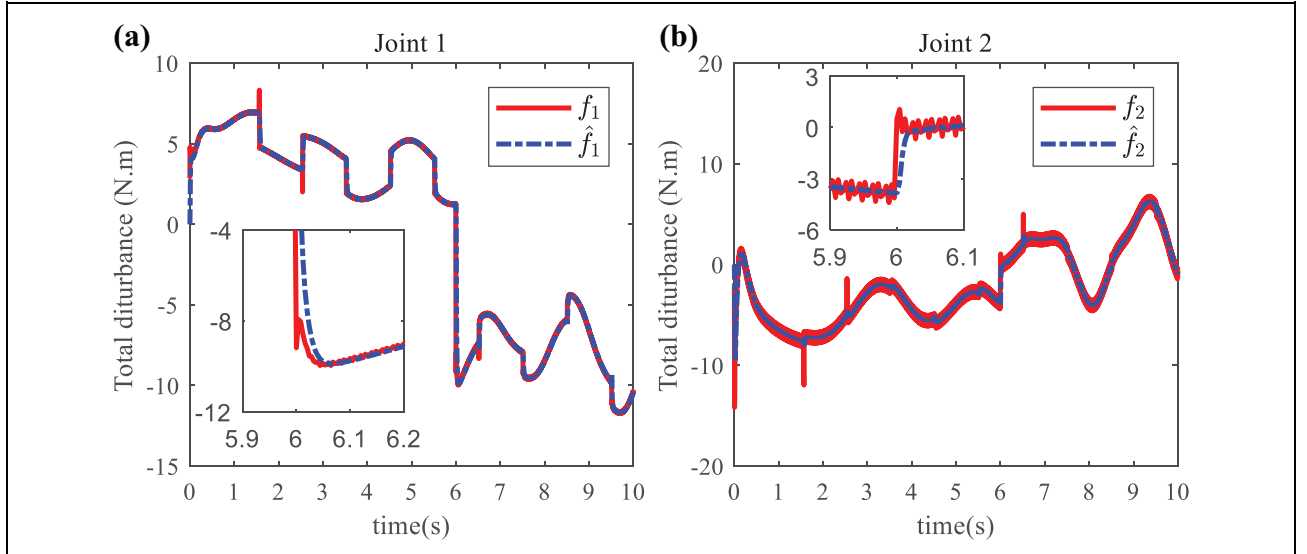 (a)
Joint 1
10
5
0
-5
-10
-15
Total diturbance (N.m)
f1
f̂1
-4
-8
-12
5.9 6 6.1 6.2
0 1 2 3 4 5 6 7 8 9 10
time(s)
(b)
Joint 2
20
10
0
-10
-20
Total diturbance (N.m)
3
0
-3
-6
5.9 6 6.1
f2
f̂2
0 1 2 3 4 5 6 7 8 9 10
time(s)